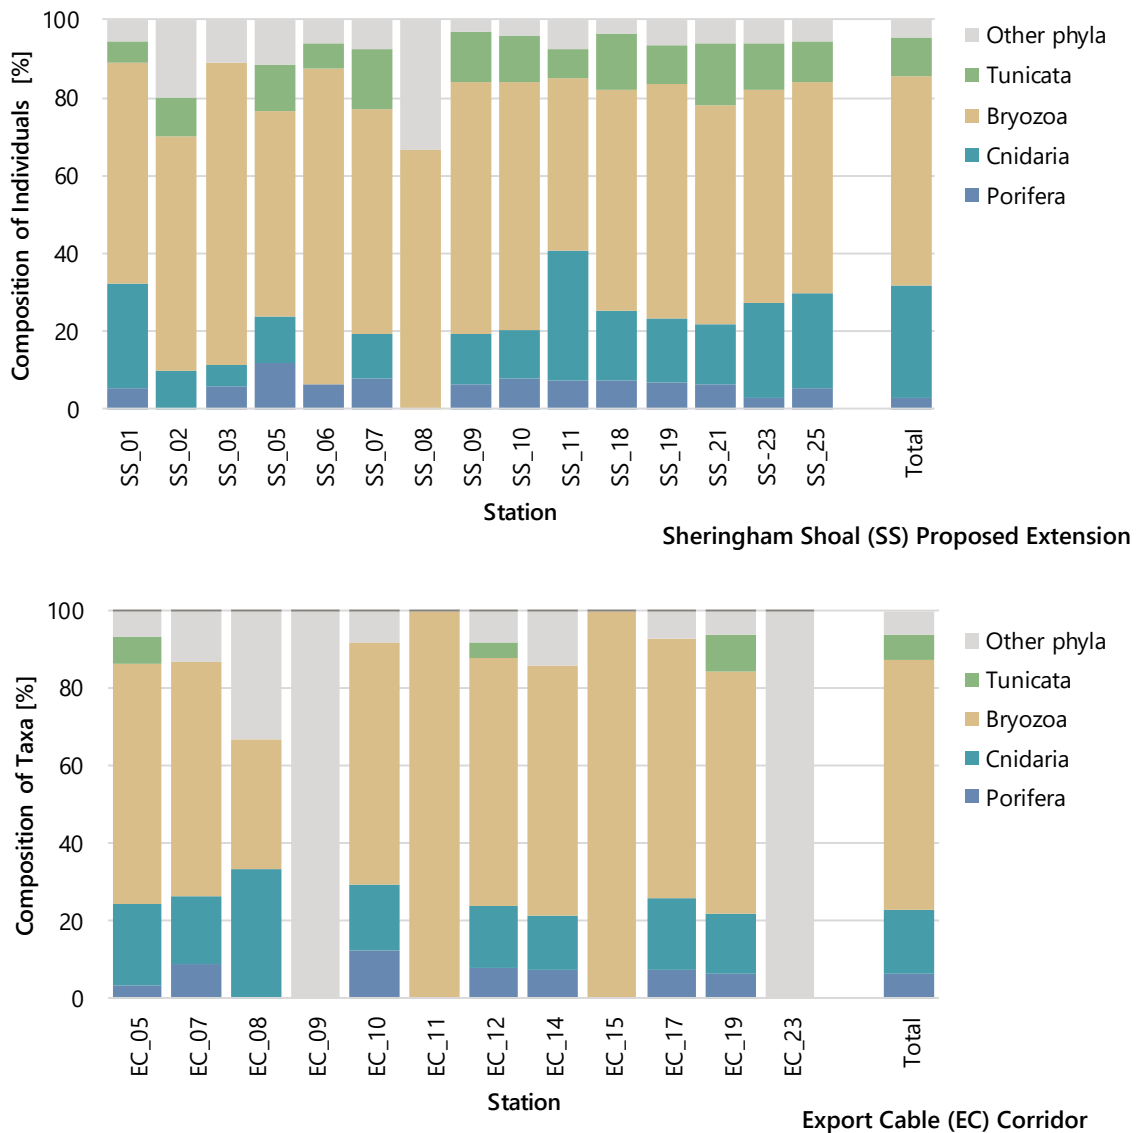 Composition of Individuals [%]
100
80
60
40
20
0
SS_01
SS_02
SS_03
SS_05
SS_06
SS_07
SS_08
SS_09
SS_10
SS_11
SS_18
SS_19
SS_21
SS-23
SS_25
Total
Station
Other phyla
Tunicata
Bryozoa
Cnidaria
Porifera
Sheringham Shoal (SS) Proposed Extension
Composition of Taxa [%]
100
80
60
40
20
0
EC_05
EC_07
EC_08
EC_09
EC_10
EC_11
EC_12
EC_14
EC_15
EC_17
EC_19
EC_23
Total
Station
Other phyla
Tunicata
Bryozoa
Cnidaria
Porifera
Export Cable (EC) Corridor